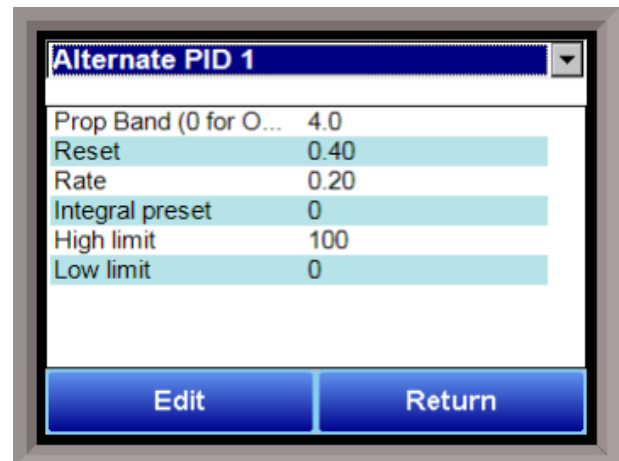 Alternate PID 1
Prop Band (0 for O... 4.0
Reset 0.40
Rate 0.20
Integral preset 0
High limit 100
Low limit 0
Edit Return